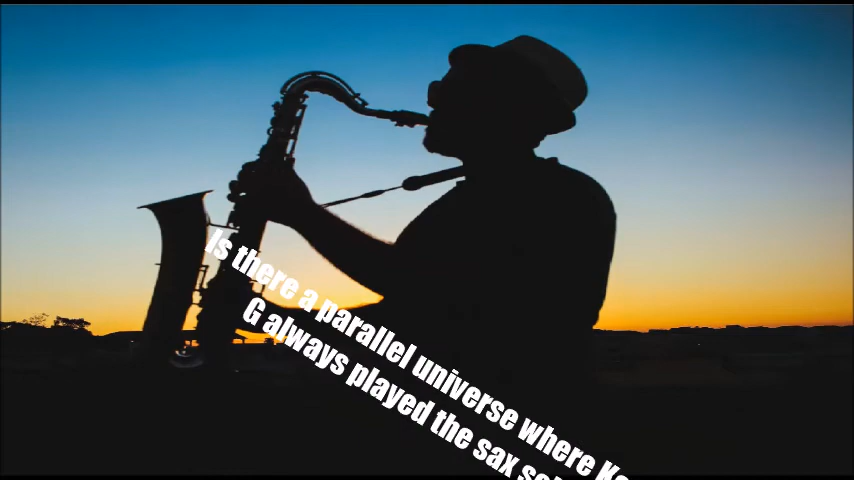 Is there a parallel universe where
G always played the sax